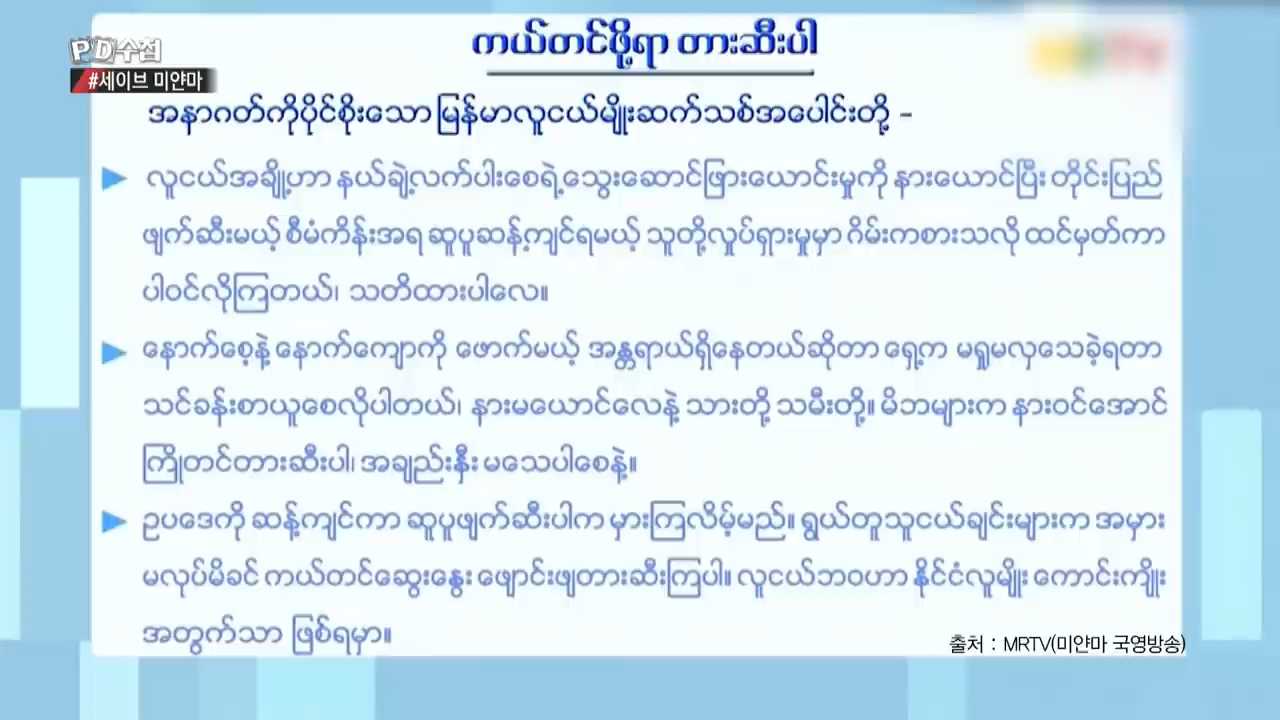 PD수첩
#세이브 미얀마
ကယ်တင်ဖို့ရာ တားဆီးပါ
အနာဂတ်ကိုပိုင်စိုးသော မြန်မာလူငယ်မျိုးဆက်သစ်အပေါင်းတို့ –
လူငယ်အချို့ဟာ နယ်ချဲ့လက်ပါးစေရဲ့သွေးဆောင်ဖြားယောင်းမှုကို နားယောင်ပြီး တိုင်းပြည်
ဖျက်ဆီးမယ့် စီမံကိန်းအရ ဆူပူဆန့်ကျင်ရမယ့် သူတို့လှုပ်ရှားမှုမှာ ဂိမ်းကစားသလို ထင်မှတ်ကာ
ပါဝင်လိုကြတယ်၊ သတိထားပါလေ။
နောက်စေ့နဲ့ နောက်ကျောကို ဖောက်မယ့် အန္တရာယ်ရှိနေတယ်ဆိုတာ ရှေ့က မရှုမလှသေခဲ့ရတာ
သင်ခန်းစာယူစေလိုပါတယ်၊ နားမယောင်လေနဲ့ သားတို့ သမီးတို့။ မိဘများက နားဝင်အောင်
ကြိုတင်တားဆီးပါ၊ အချည်းနှီး မသေပါစေနဲ့။
ဥပဒေကို ဆန့်ကျင်ကာ ဆူပူဖျက်ဆီးပါက မှားကြလိမ့်မည်။ ရွယ်တူသူငယ်ချင်းများက အမှား
မလုပ်မိခင် ကယ်တင်ဆွေးနွေး ဖျောင်းဖျတားဆီးကြပါ။ လူငယ်ဘဝဟာ နိုင်ငံလူမျိုး ကောင်းကျိုး
အတွက်သာ ဖြစ်ရမှာ။
출처 : MRTV(미얀마 국영방송)